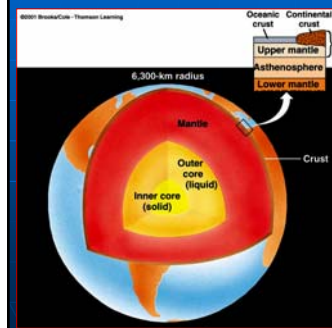 ©2001 Brooks/Cole - Thomson Learning
Oceanic
crust
Continental
crust
Upper mantle
Asthenosphere
Lower mantle
6,300-km radius
Mantle
Crust
Outer
core
(liquid)
Inner core
(solid)